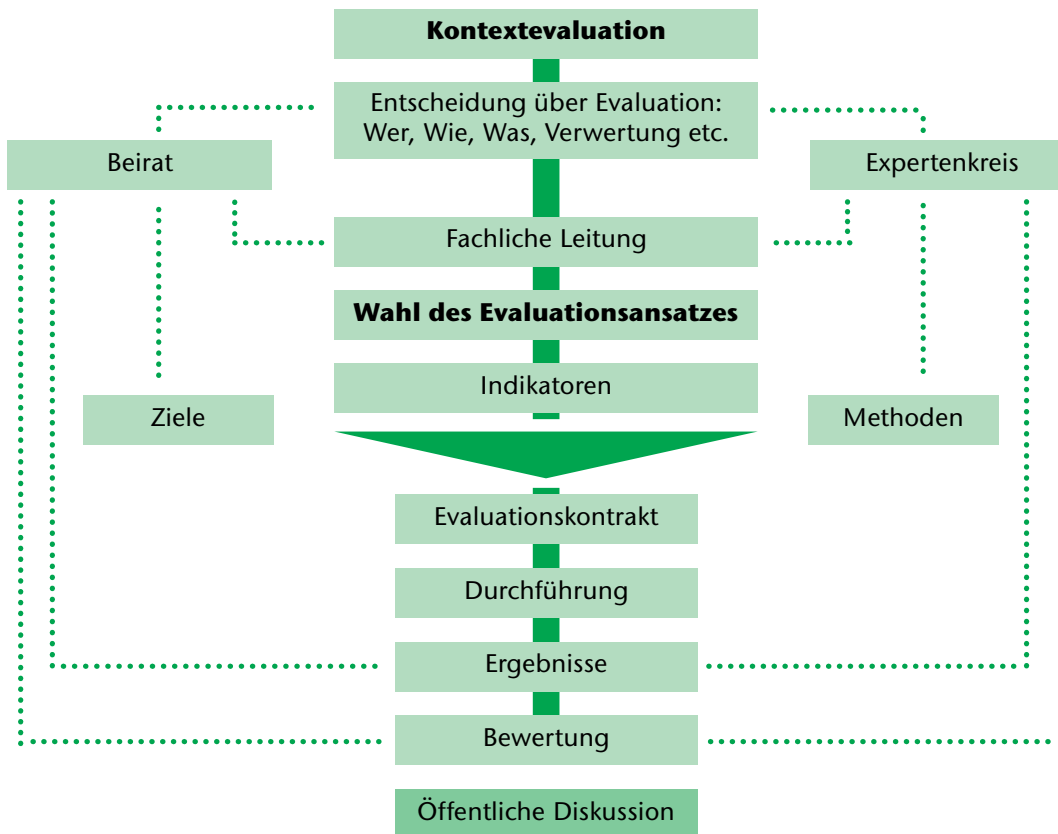 Kontextevaluation
Entscheidung über Evaluation:
Wer, Wie, Was, Verwertung etc.
Beirat
Expertenkreis
Fachliche Leitung
Wahl des Evaluationsansatzes
Indikatoren
Ziele
Methoden
Evaluationskontrakt
Durchführung
Ergebnisse
Bewertung
Öffentliche Diskussion